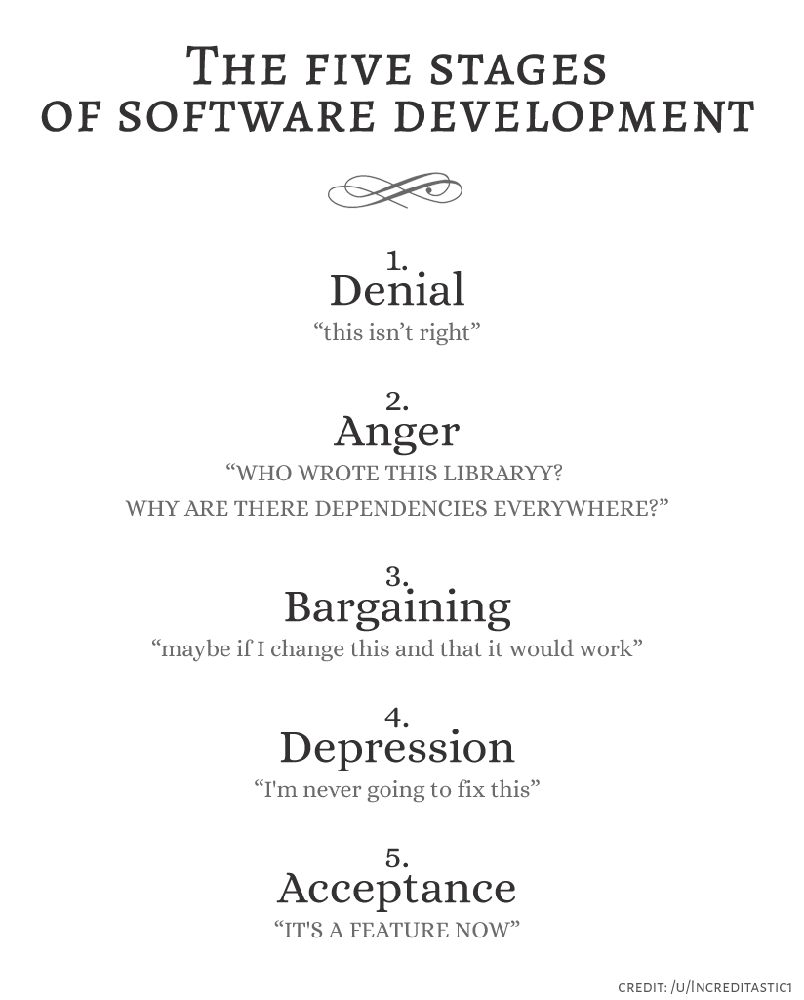 The five stages
of software development
1.
Denial
“this isn’t right”
2.
Anger
“WHO WROTE THIS LIBRARYY?
WHY ARE THERE DEPENDENCIES EVERYWHERE?”
3.
Bargaining
“maybe if I change this and that it would work”
4.
Depression
“I'm never going to fix this”
5.
Acceptance
“IT'S A FEATURE NOW”
credit: /u/Increditastic1